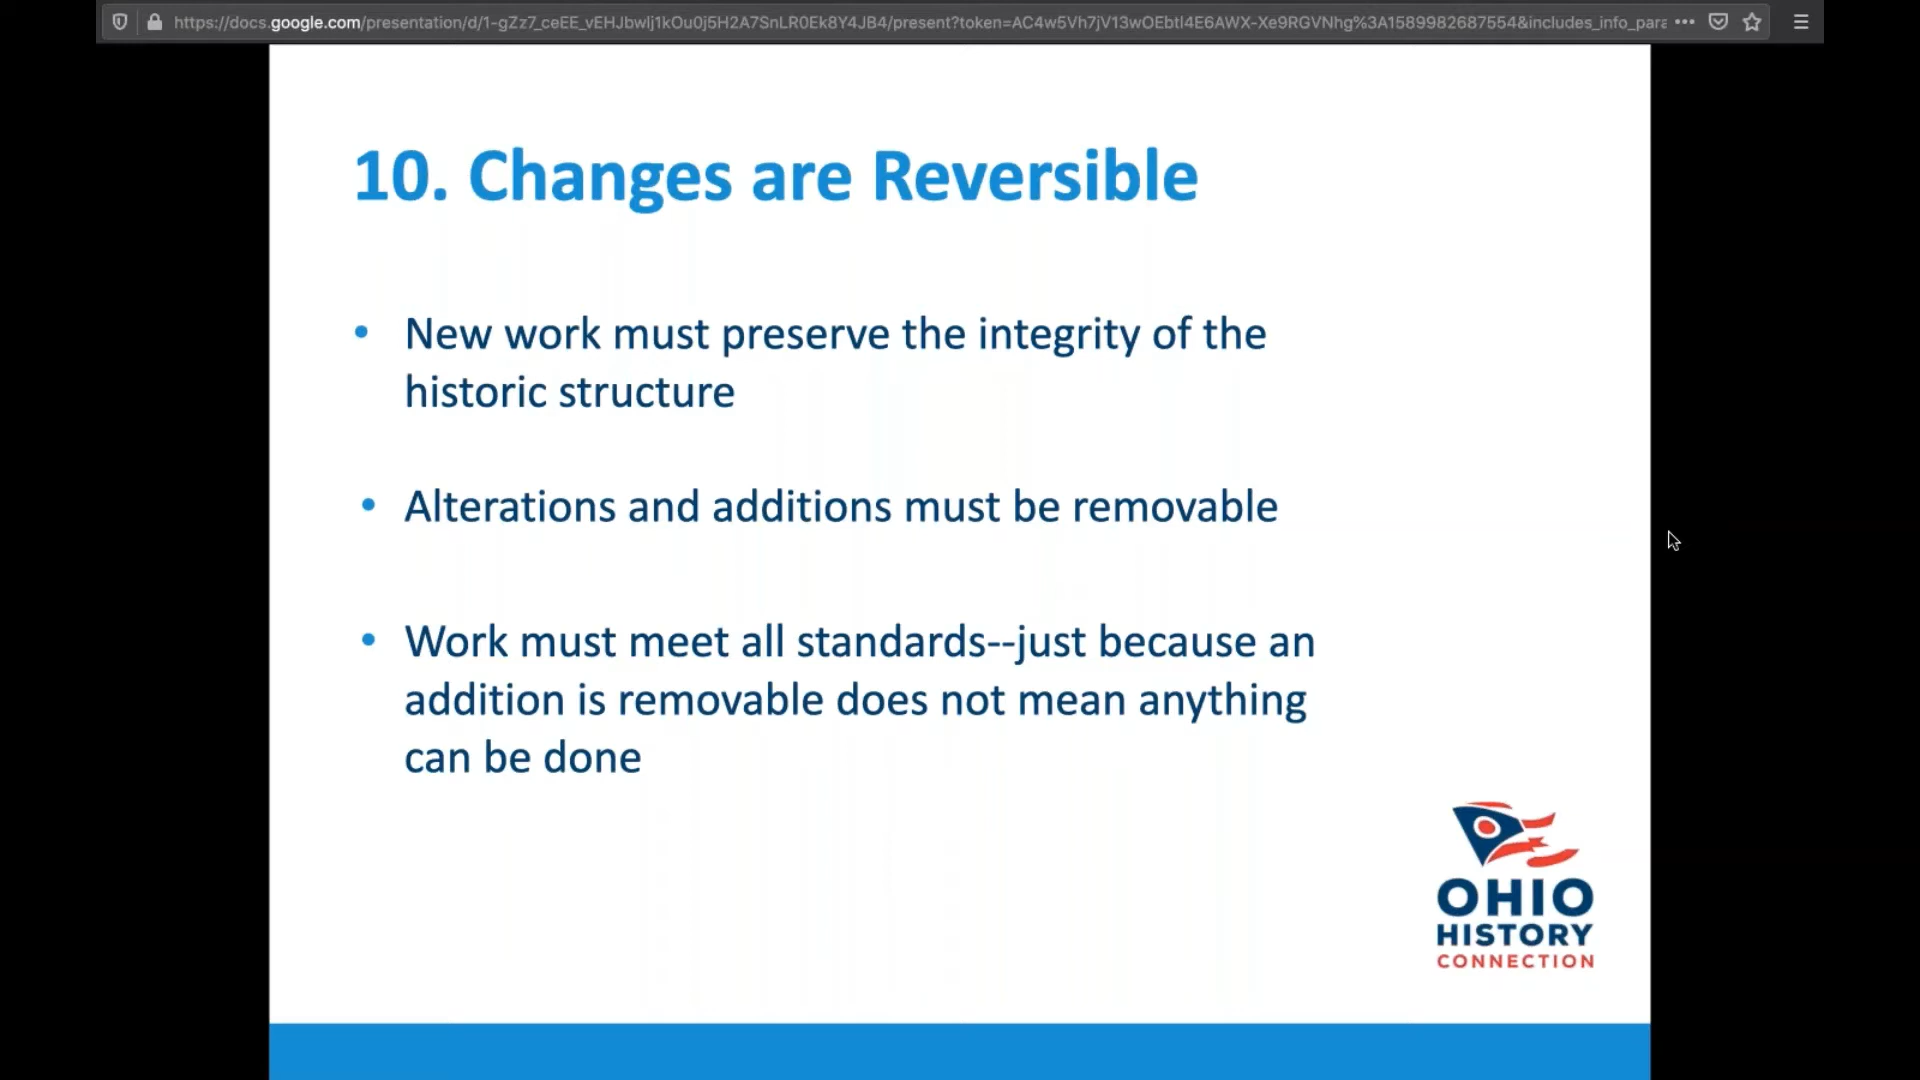 https://docs.google.com/presentation/d/1-gZz7_ceEE_vEHJbwlj1kOu0j5H2A7SnLR0Ek8Y4JB4/present?token=AC4w5Vh7jV13wOEbtI4E6AWX-Xe9RGVNhg%3A1589982687554&includes_info_para
10. Changes are Reversible
• New work must preserve the integrity of the
historic structure
• Alterations and additions must be removable
• Work must meet all standards--just because an
addition is removable does not mean anything
can be done
OHIO
HISTORY
CONNECTION